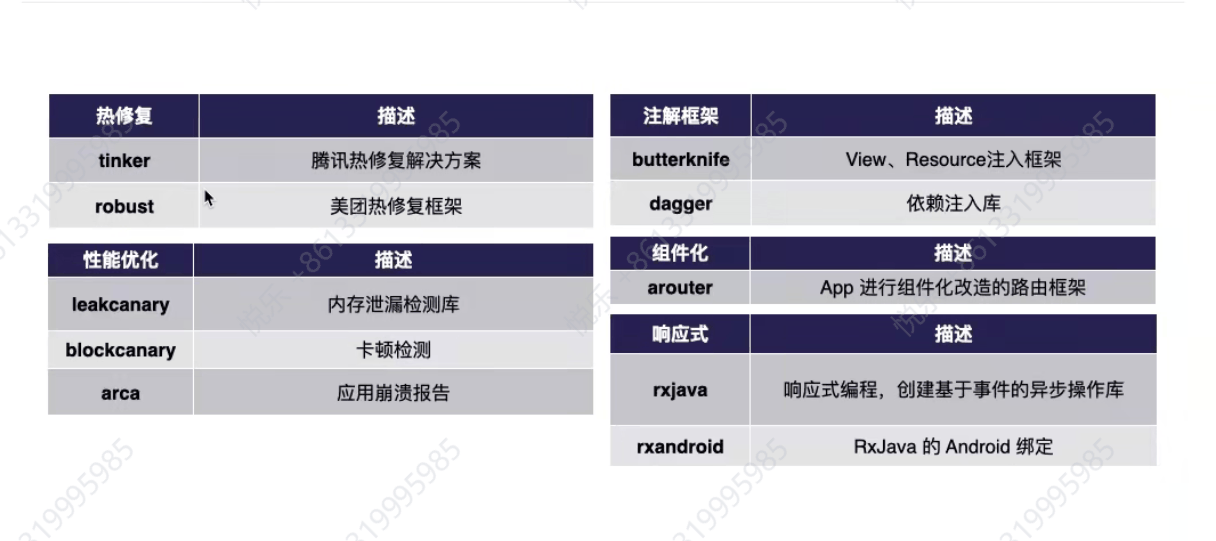 热修复 描述
tinker 腾讯热修复解决方案
robust 美团热修复框架
性能优化 描述
leakcanary 内存泄漏检测库
blockcanary 卡顿检测
arca 应用崩溃报告
注解框架 描述
butterknife View、Resource注入框架
dagger 依赖注入库
组件化 描述
arouter App 进行组件化改造的路由框架
响应式 描述
rxjava 响应式编程，创建基于事件的异步操作库
rxandroid RxJava 的 Android 绑定